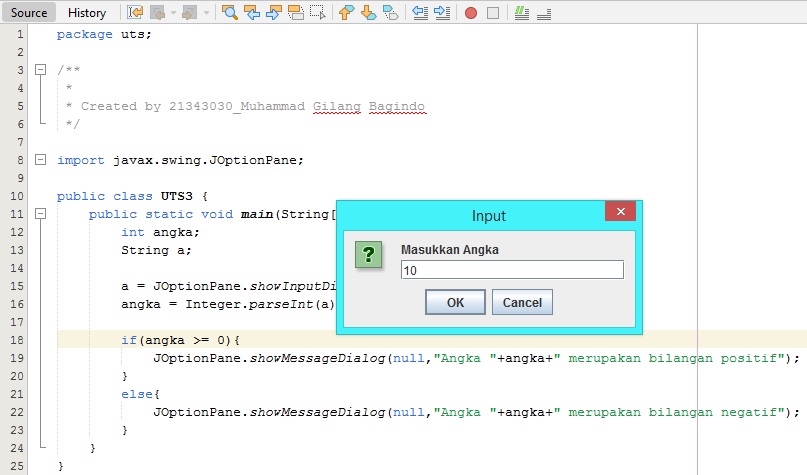 Source History
1 package uts;
2
3 /**
4 *
5 * Created by 21343030_Muhammad Gilang Bagindo
6 */
7
8 import javax.swing.JOptionPane;
9
10 public class UTS3 {
11 public static void main(String[
12 int angka;
13 String a;
14
15 a = JOptionPane.showInputDi
16 angka = Integer.parseInt(a)
17
18 if(angka >= 0){
19 JOptionPane.showMessageDialog(null,"Angka "+angka+" merupakan bilangan positif");
20 }
21 else{
22 JOptionPane.showMessageDialog(null,"Angka "+angka+" merupakan bilangan negatif");
23 }
24 }
25 }
Input
Masukkan Angka
10
OK Cancel